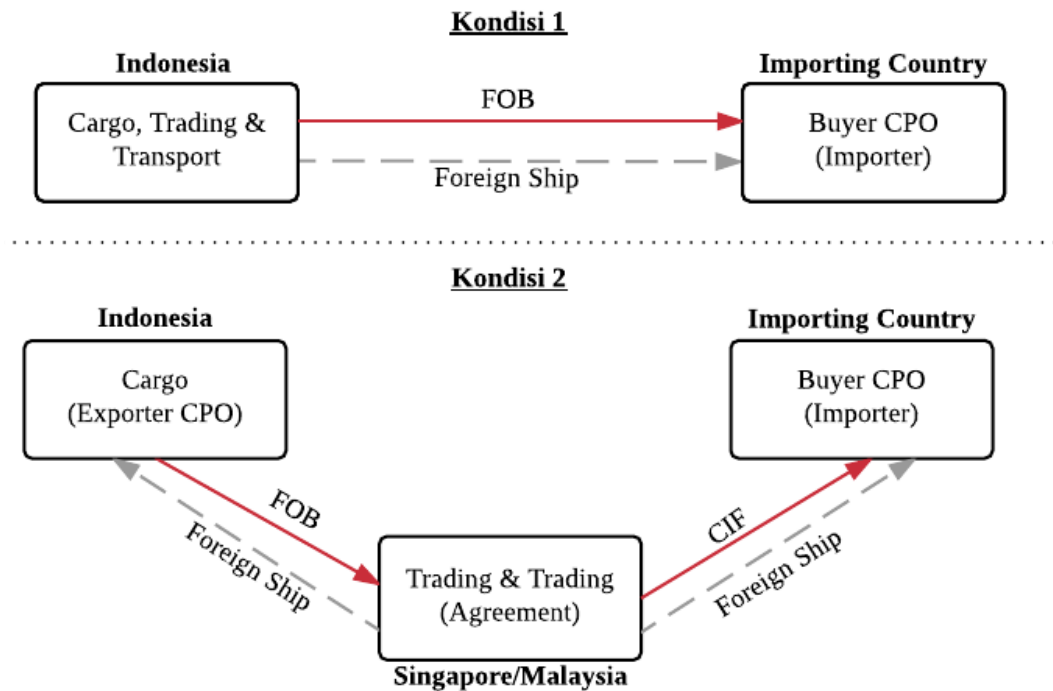 Kondisi 1
Indonesia
Importing Country
Cargo, Trading &
Transport
FOB
Foreign Ship
Buyer CPO
(Importer)
Kondisi 2
Indonesia
Importing Country
Cargo
(Exporter CPO)
Buyer CPO
(Importer)
FOB
Foreign Ship
CIF
Foreign Ship
Trading & Trading
(Agreement)
Singapore/Malaysia